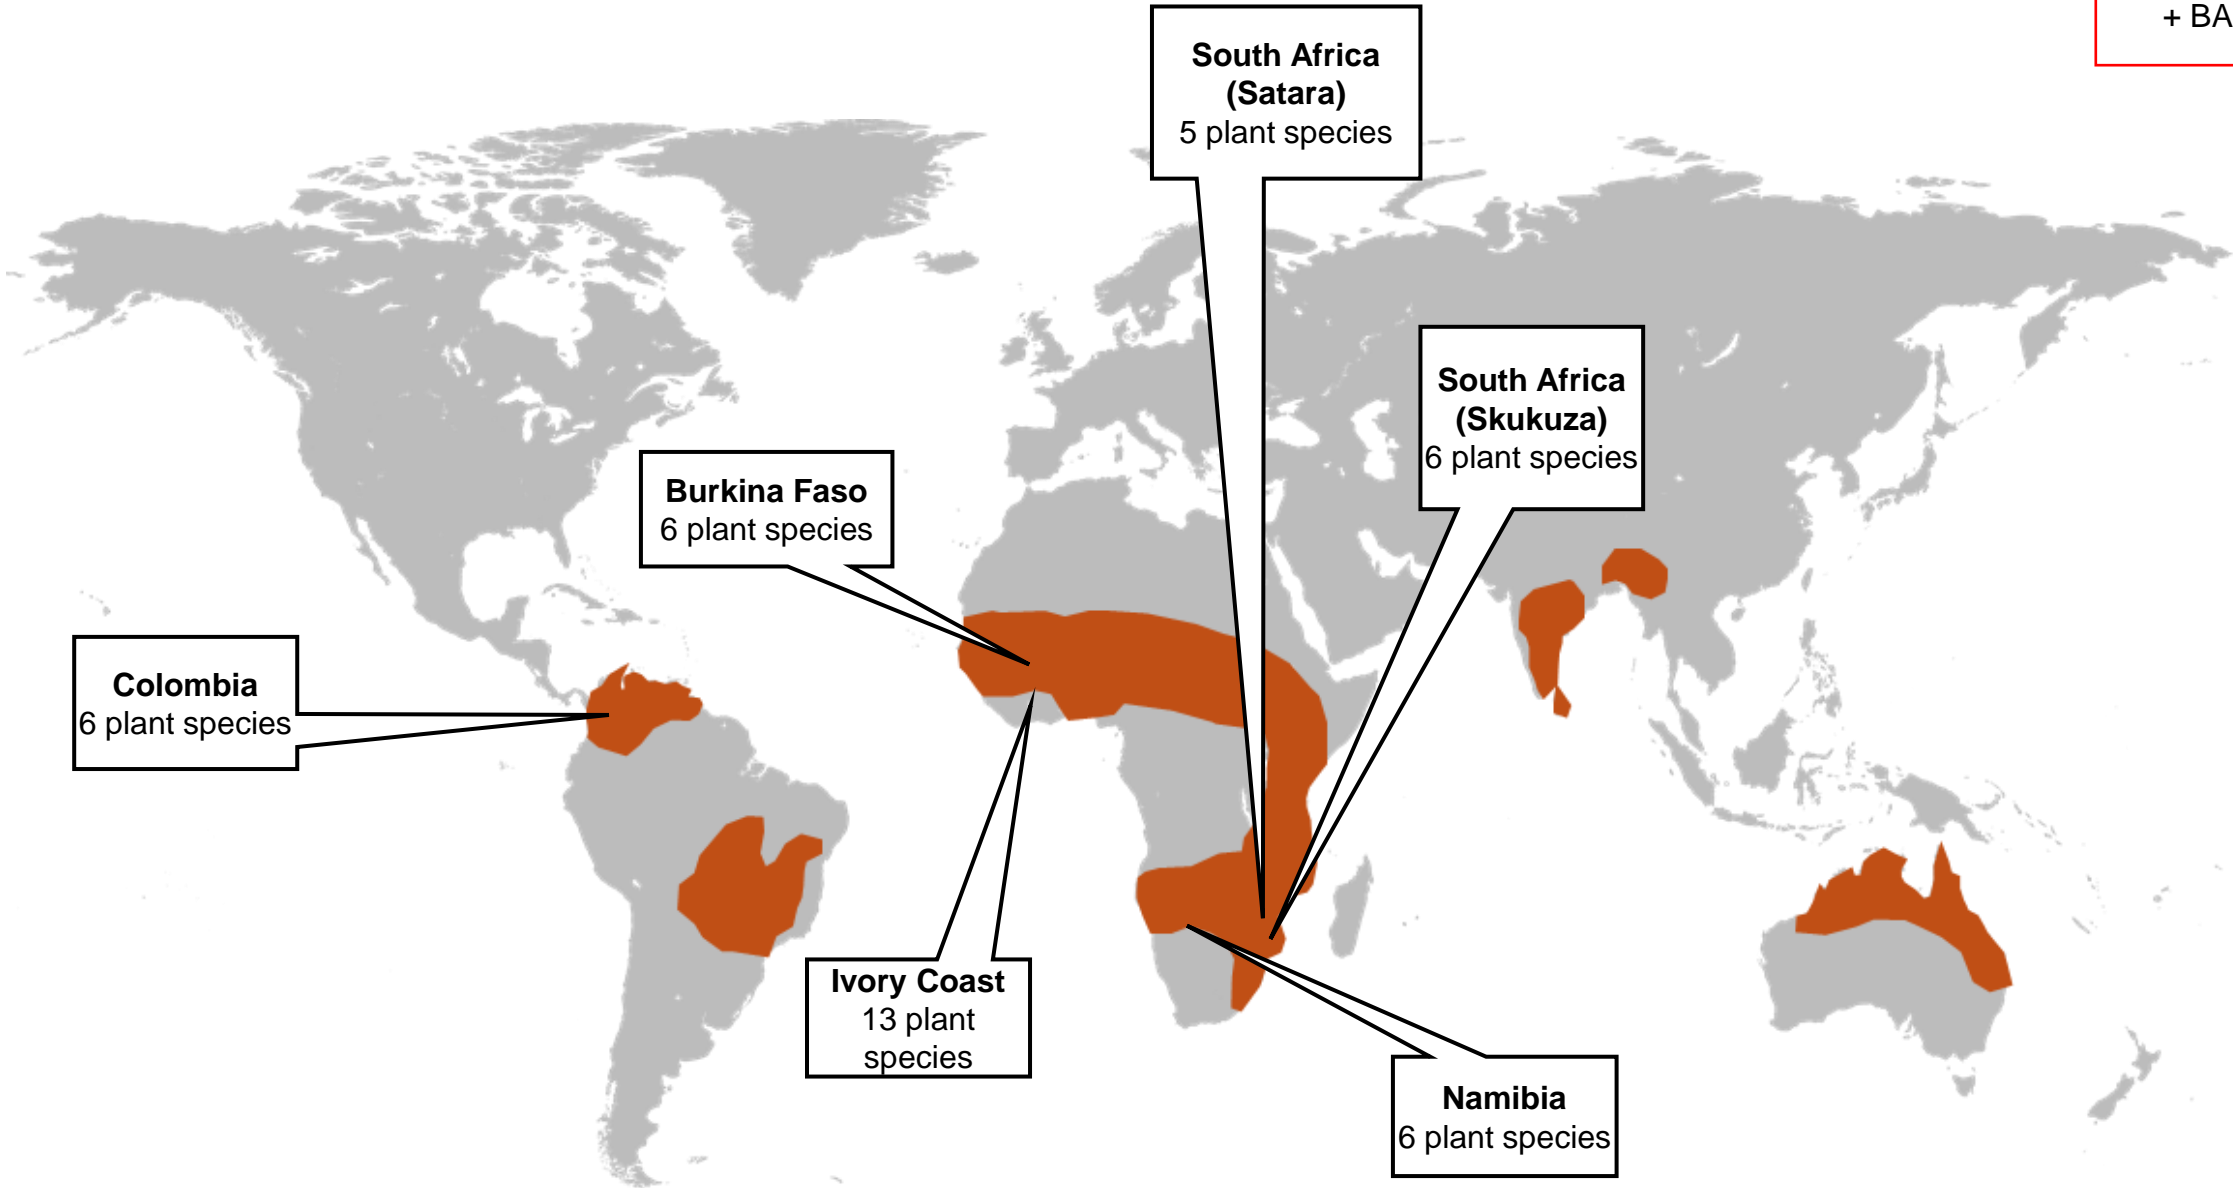 + BA
South Africa
(Satara)
5 plant species
South Africa
(Skukuza)
6 plant species
Burkina Faso
6 plant species
Colombia
6 plant species
Ivory Coast
13 plant
species
Namibia
6 plant species